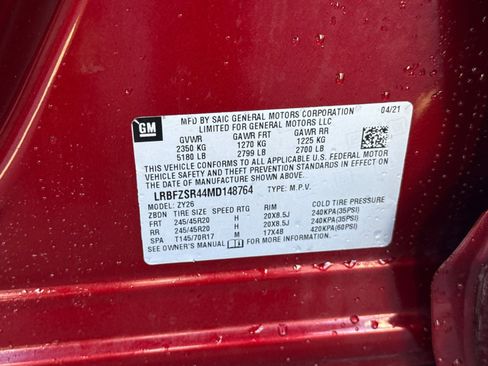 GM
MFD BY SAIC GENERAL MOTORS CORPORATION 04/21
LIMITED FOR GENERAL MOTORS LLC
GVWR GAWR FRT GAWR RR
2350 KG 1270 KG 1225 KG
5180 LB 2799 LB 2700 LB
THIS VEHICLE CONFORMS TO ALL APPLICABLE U.S. FEDERAL MOTOR
VEHICLE SAFETY, BUMPER, AND THEFT PREVENTION STANDARDS IN
EFFECT ON THE DATE OF MANUFACTURE SHOWN ABOVE.
LRBFZSR44MD148764 TYPE: M.P.V.
MODEL: ZY26
ZBDN TIRE SIZE SPEED RTG RIM COLD TIRE PRESSURE
FRT 245/45R20 H 20X8.5J 240KPA(35PSI)
RR 245/45R20 H 20X8.5J 240KPA(35PSI)
SPA T145/70R17 M 17X4B 420KPA(60PSI)
SEE OWNER'S MANUAL FOR ADDITIONAL INFORMATION.